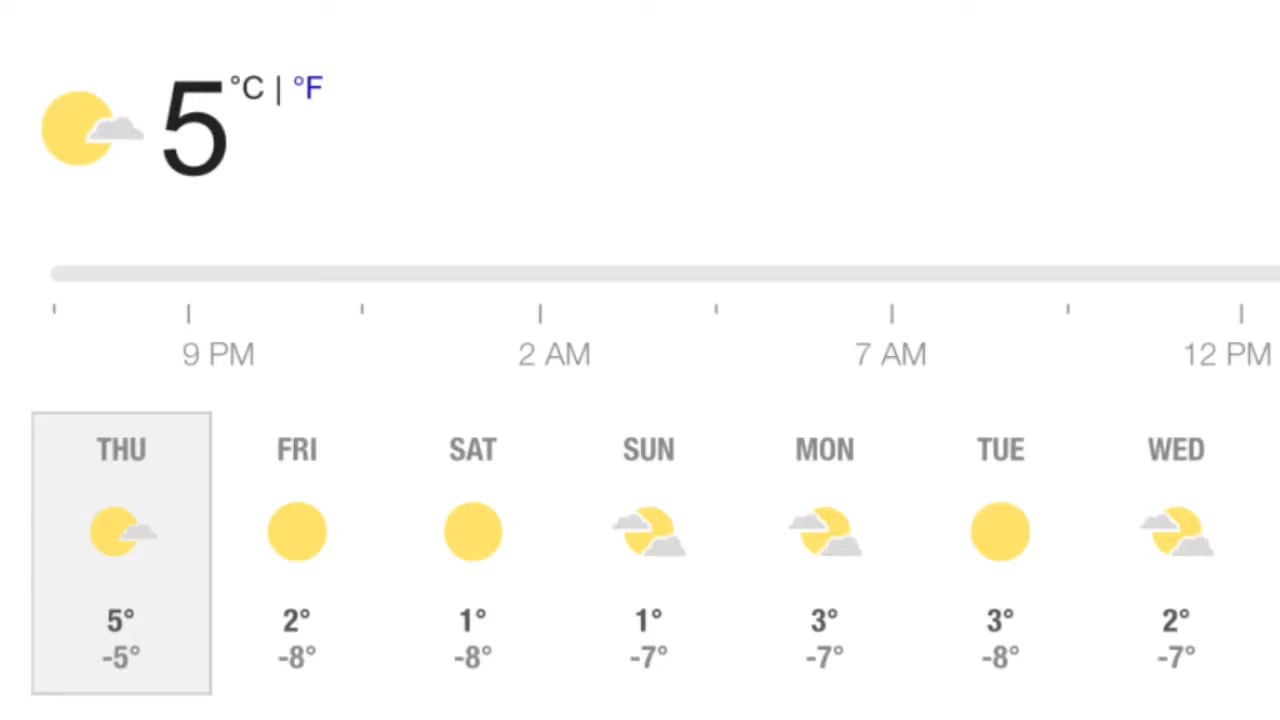 5 °C | °F
9 PM 2 AM 7 AM 12 PM
THU FRI SAT SUN MON TUE WED
5° 2° 1° 1° 3° 3° 2°
-5° -8° -8° -7° -7° -8° -7°